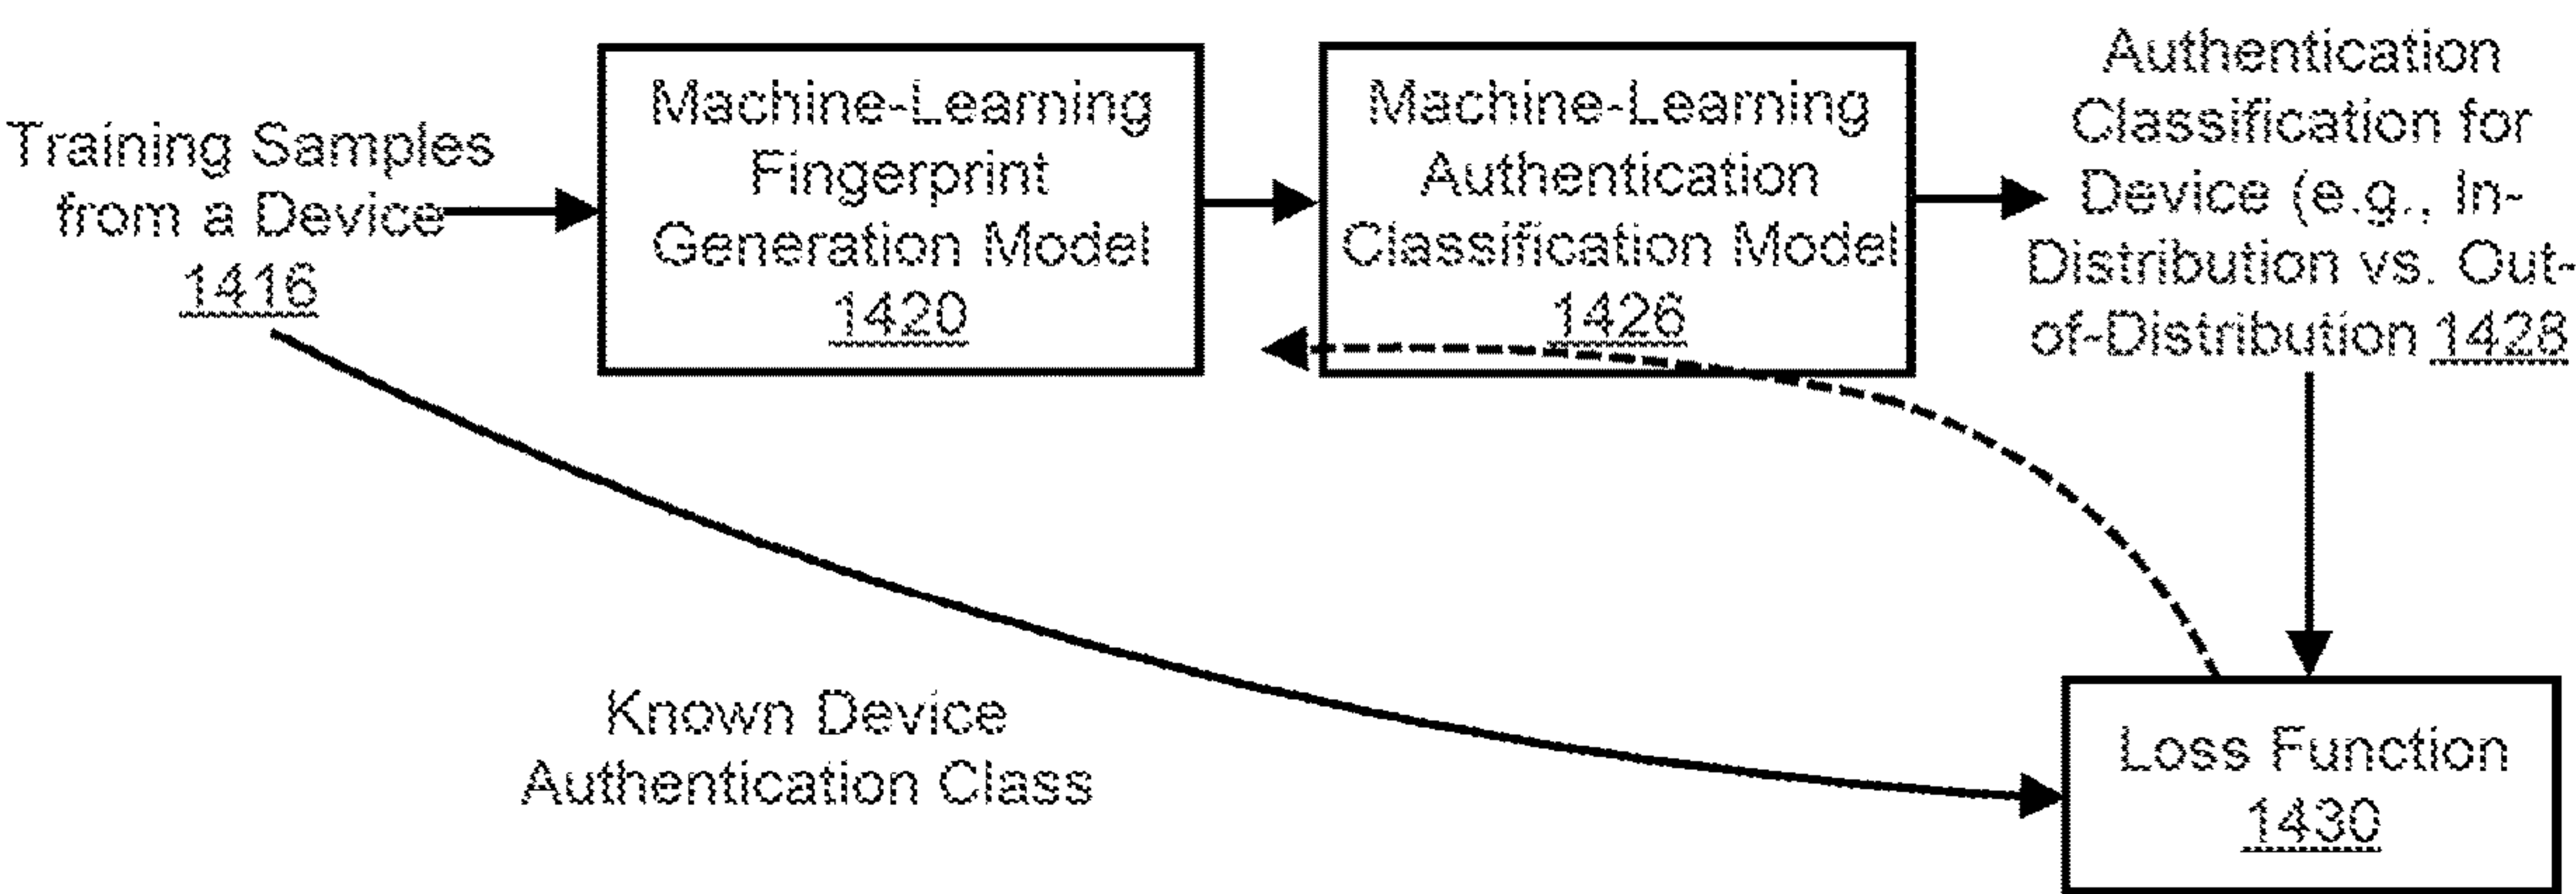 Training Samples
from a Device
1416
Machine-Learning
Fingerprint
Generation Model
1420
Machine-Learning
Authentication
Classification Model
1426
Authentication
Classification for
Device (e.g., In-
Distribution vs. Out-
of-Distribution 1428
Known Device
Authentication Class
Loss Function
1430